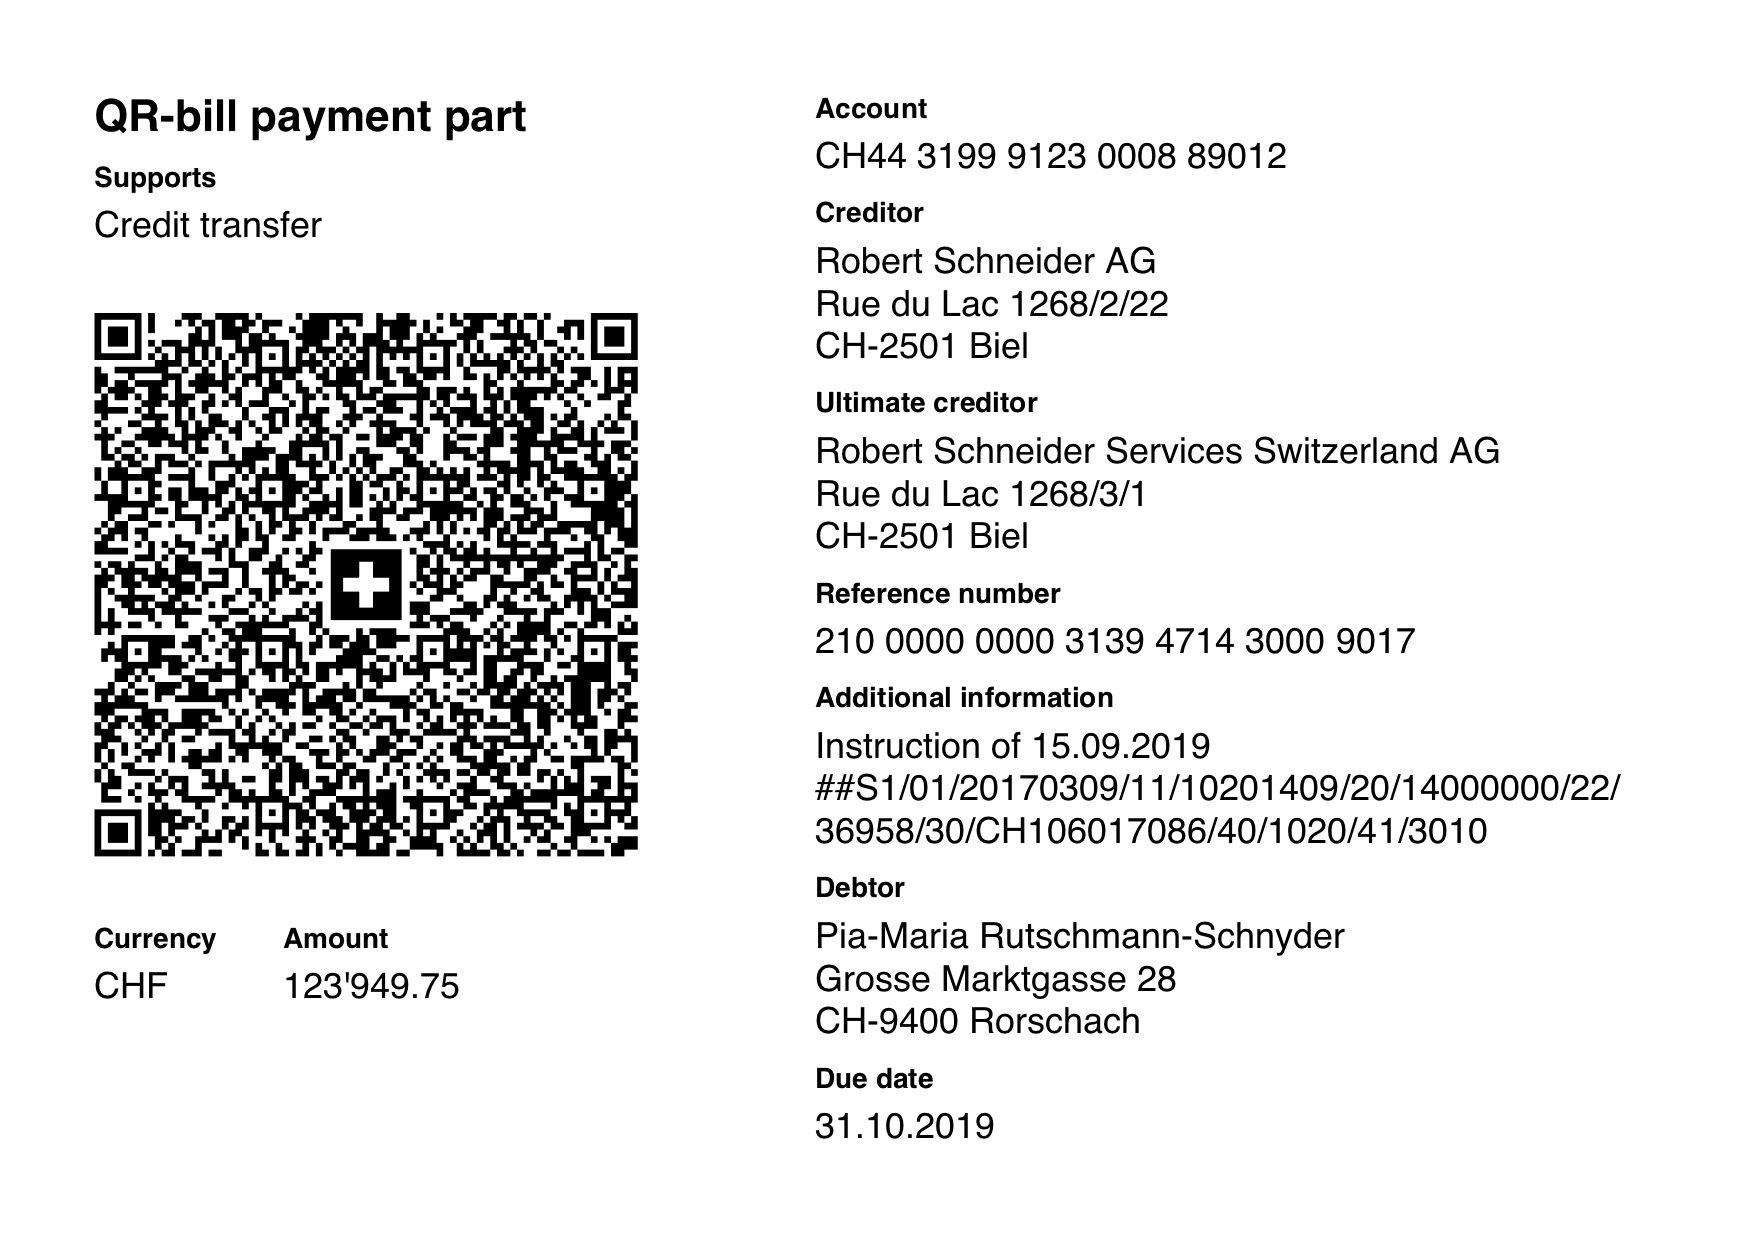 QR-bill payment part
Supports
Credit transfer
Currency Amount
CHF 123'949.75
Account
CH44 3199 9123 0008 89012
Creditor
Robert Schneider AG
Rue du Lac 1268/2/22
CH-2501 Biel
Ultimate creditor
Robert Schneider Services Switzerland AG
Rue du Lac 1268/3/1
CH-2501 Biel
Reference number
210 0000 0000 3139 4714 3000 9017
Additional information
Instruction of 15.09.2019
##S1/01/20170309/11/10201409/20/14000000/22/
36958/30/CH106017086/40/1020/41/3010
Debtor
Pia-Maria Rutschmann-Schnyder
Grosse Marktgasse 28
CH-9400 Rorschach
Due date
31.10.2019